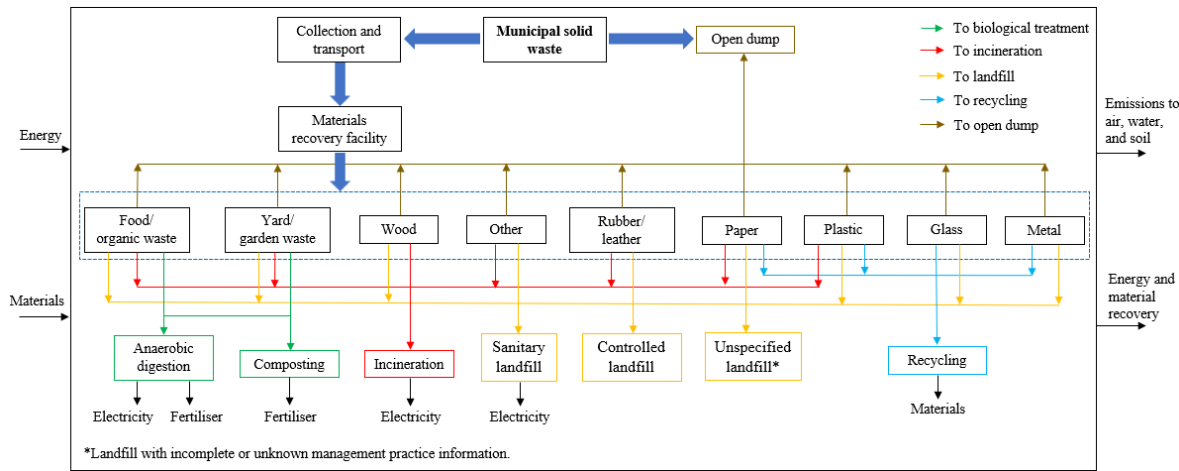 Collection and
transport
Municipal solid
waste
Open dump
To biological treatment
To incineration
To landfill
To recycling
To open dump
Materials
recovery facility
Energy
Emissions to
air, water,
and soil
Food/
organic waste
Yard/
garden waste
Wood
Other
Rubber/
leather
Paper
Plastic
Glass
Metal
Materials
Energy and
material
recovery
Anaerobic
digestion
Composting
Incineration
Sanitary
landfill
Controlled
landfill
Unspecified
landfill*
Recycling
Electricity
Fertiliser
Fertiliser
Electricity
Electricity
Materials
*Landfill with incomplete or unknown management practice information.